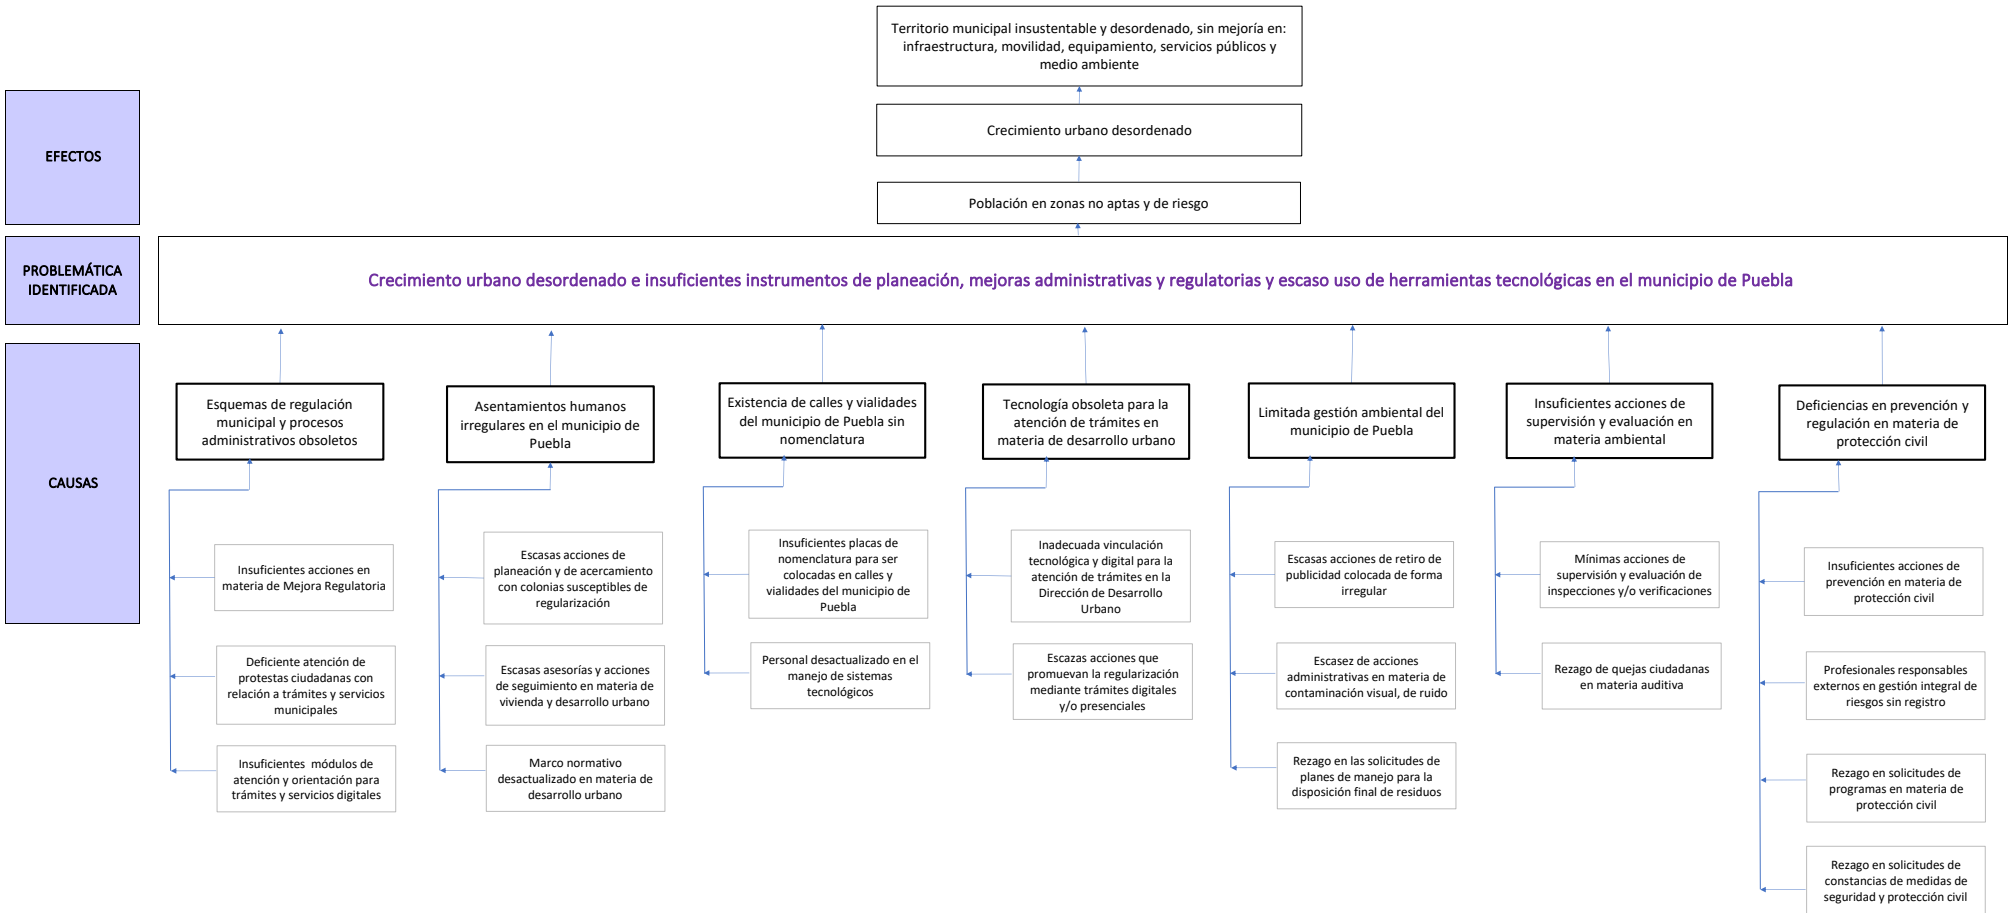 Territorio municipal insustentable y desordenado, sin mejoría en:
infraestructura, movilidad, equipamiento, servicios públicos y
medio ambiente
EFECTOS
Crecimiento urbano desordenado
Población en zonas no aptas y de riesgo
PROBLEMÁTICA
IDENTIFICADA
Crecimiento urbano desordenado e insuficientes instrumentos de planeación, mejoras administrativas y regulatorias y escaso uso de herramientas tecnológicas en el municipio de Puebla
CAUSAS
Esquemas de regulación
municipal y procesos
administrativos obsoletos
Insuficientes acciones en
materia de Mejora Regulatoria
Deficiente atención de
protestas ciudadanas con
relación a trámites y servicios
municipales
Insuficientes módulos de
atención y orientación para
trámites y servicios digitales
Asentamientos humanos
irregulares en el municipio de
Puebla
Escasas acciones de
planeación y de acercamiento
con colonias susceptibles de
regularización
Escasas asesorías y acciones
de seguimiento en materia de
vivienda y desarrollo urbano
Marco normativo
desactualizado en materia de
desarrollo urbano
Existencia de calles y vialidades
del municipio de Puebla sin
nomenclatura
Insuficientes placas de
nomenclatura para ser
colocadas en calles y
vialidades del municipio de
Puebla
Personal desactualizado en el
manejo de sistemas
tecnológicos
Tecnología obsoleta para la
atención de trámites en
materia de desarrollo urbano
Inadecuada vinculación
tecnológica y digital para la
atención de trámites en la
Dirección de Desarrollo
Urbano
Escazas acciones que
promuevan la regularización
mediante trámites digitales
y/o presenciales
Limitada gestión ambiental del
municipio de Puebla
Escasas acciones de retiro de
publicidad colocada de forma
irregular
Escasez de acciones
administrativas en materia de
contaminación visual, de ruido
Rezago en las solicitudes de
planes de manejo para la
disposición final de residuos
Insuficientes acciones de
supervisión y evaluación en
materia ambiental
Mínimas acciones de
supervisión y evaluación de
inspecciones y/o verificaciones
Rezago de quejas ciudadanas
en materia auditiva
Deficiencias en prevención y
regulación en materia de
protección civil
Insuficientes acciones de
prevención en materia de
protección civil
Profesionales responsables
externos en gestión integral de
riesgos sin registro
Rezago en solicitudes de
programas en materia de
protección civil
Rezago en solicitudes de
constancias de medidas de
seguridad y protección civil